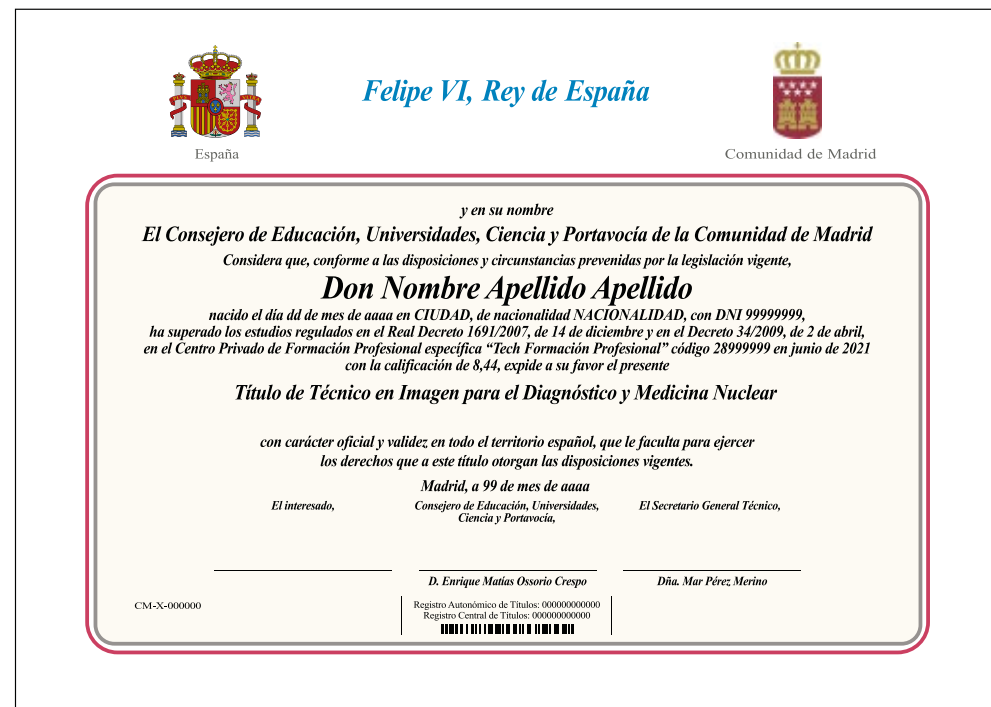 Felipe VI, Rey de España
España
Comunidad de Madrid
y en su nombre
El Consejero de Educación, Universidades, Ciencia y Portavocía de la Comunidad de Madrid
Considera que, conforme a las disposiciones y circunstancias prevenidas por la legislación vigente,
Don Nombre Apellido Apellido
nacido el día dd de mes de aaaa en CIUDAD, de nacionalidad NACIONALIDAD, con DNI 99999999,
ha superado los estudios regulados en el Real Decreto 1691/2007, de 14 de diciembre y en el Decreto 34/2009, de 2 de abril,
en el Centro Privado de Formación Profesional específica “Tech Formación Profesional” código 28999999 en junio de 2021
con la calificación de 8,44, expide a su favor el presente
Título de Técnico en Imagen para el Diagnóstico y Medicina Nuclear
con carácter oficial y validez en todo el territorio español, que le faculta para ejercer
los derechos que a este título otorgan las disposiciones vigentes.
Madrid, a 99 de mes de aaaa
El interesado,
Consejero de Educación, Universidades,
Ciencia y Portavocía,
El Secretario General Técnico,
D. Enrique Matías Ossorio Crespo
Dña. Mar Pérez Merino
CM-X-000000
Registro Autonómico de Títulos: 000000000000
Registro Central de Títulos: 000000000000